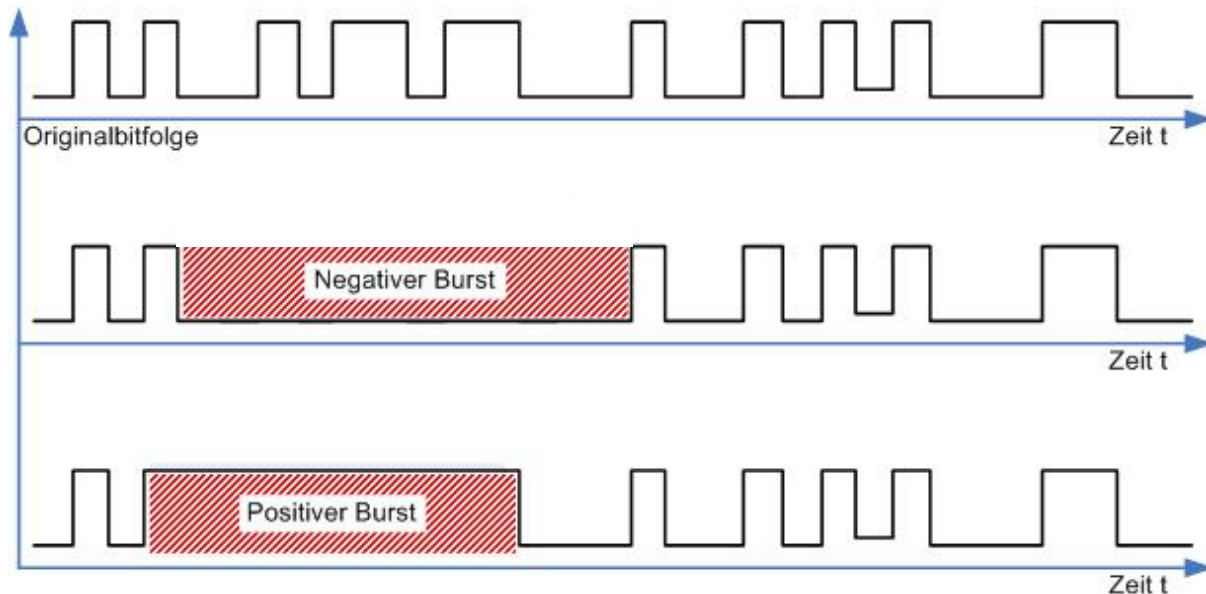 Originalbitfolge
Zeit t
Negativer Burst
Zeit t
Positiver Burst
Zeit t